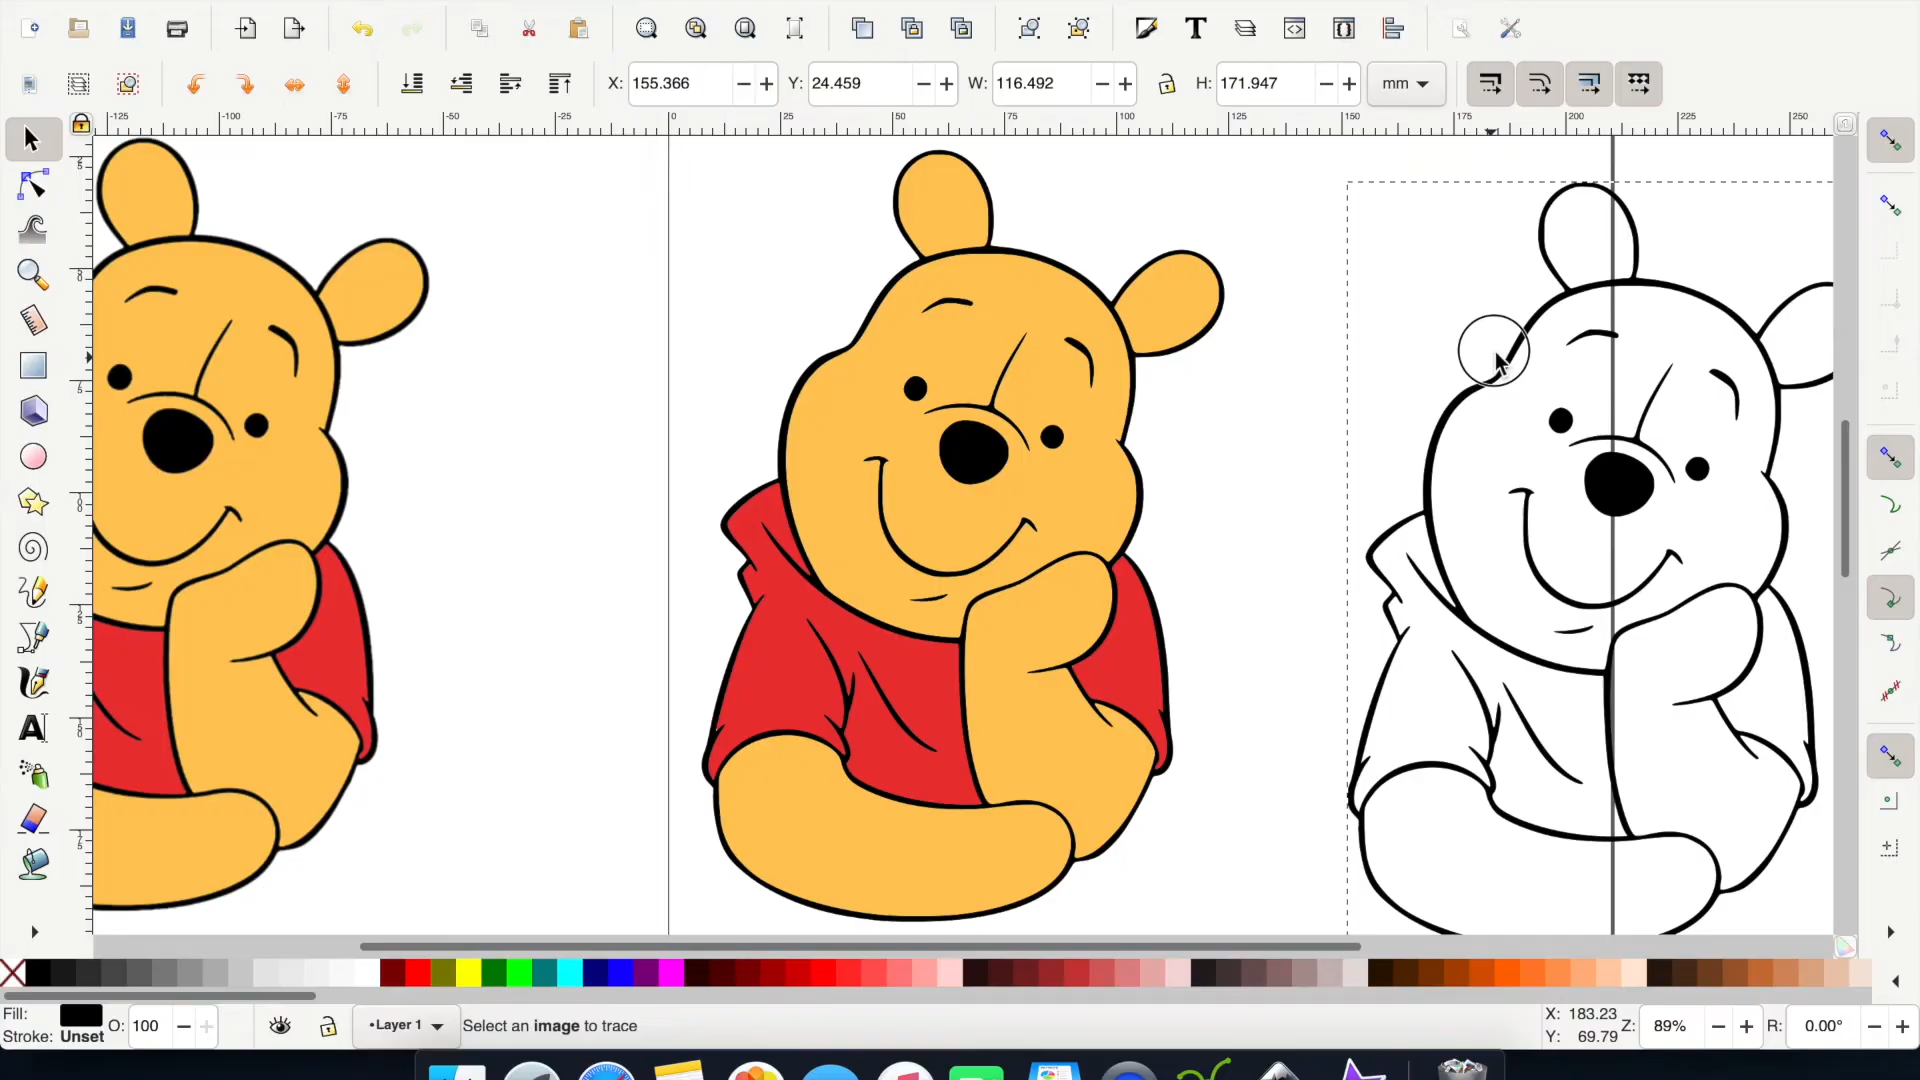 X: 155.366 Y: 24.459 W: 116.492 H: 171.947 mm
-125 -100 -75 -50 -25 0 25 50 75 100 125 150 175 200 225 250
A
Fill:
Stroke: Unset
O: 100
•Layer 1
Select an image to trace
X: 183.23
Y: 69.79
Z: 89%
R: 0.00°